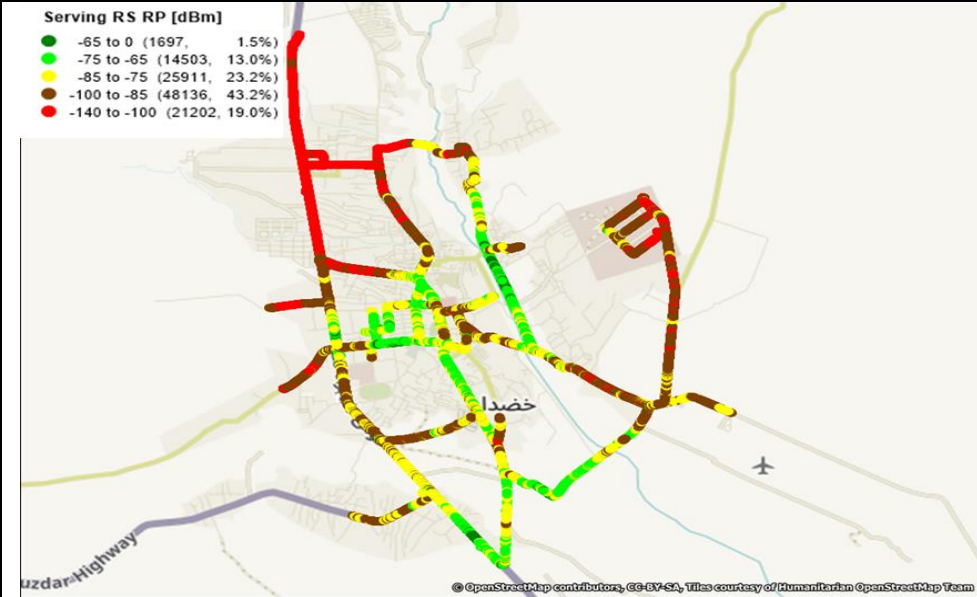 Serving RS RP [dBm]
-65 to 0 (1697, 1.5%)
-75 to -65 (14503, 13.0%)
-85 to -75 (25911, 23.2%)
-100 to -85 (48136, 43.2%)
-140 to -100 (21202, 19.0%)
خضدا
uzdar Highway
© OpenStreetMap contributors, CC-BY-SA, Tiles courtesy of Humanitarian OpenStreetMap Team